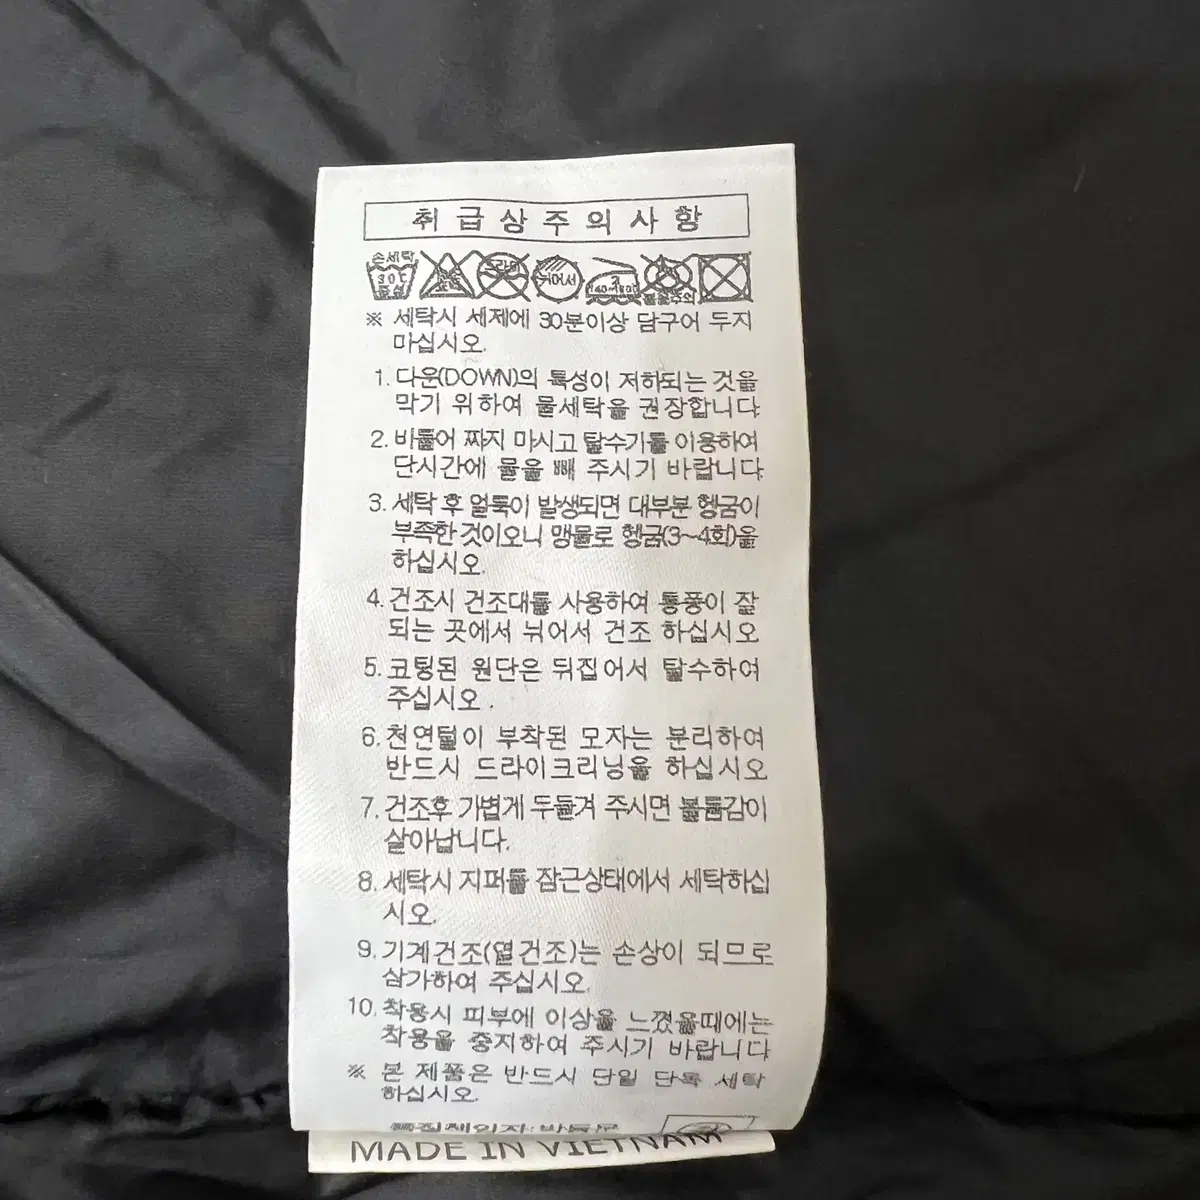 취급상주의사항
손세탁
30℃
중성
드라이
뉘어서
※ 세탁시 세제에 30분이상 담구어 두지
마십시오.
1. 다운(DOWN)의 특성이 저하되는 것을
막기 위하여 물세탁을 권장합니다
2. 비틀어 짜지 마시고 탈수기를 이용하여
단시간에 물을 빼 주시기 바랍니다
3. 세탁 후 얼룩이 발생되면 대부분 헹굼이
부족한 것이오니 맹물로 헹굼(3~4회)을
하십시오.
4. 건조시 건조대를 사용하여 통풍이 잘
되는 곳에서 뉘어서 건조 하십시오
5. 코팅된 원단은 뒤집어서 탈수하여
주십시오.
6. 천연털이 부착된 모자는 분리하여
반드시 드라이크리닝을 하십시오
7. 건조후 가볍게 두들겨 주시면 볼륨감이
살아납니다.
8. 세탁시 지퍼를 잠근상태에서 세탁하십
시오.
9. 기계건조(열건조)는 손상이 되므로
삼가하여 주십시오.
10. 착용시 피부에 이상을 느꼈을때에는
착용을 중지하여 주시기 바랍니다
※ 본 제품은 반드시 단일 단독 세탁
하십시오.
MADE IN VIETNAM